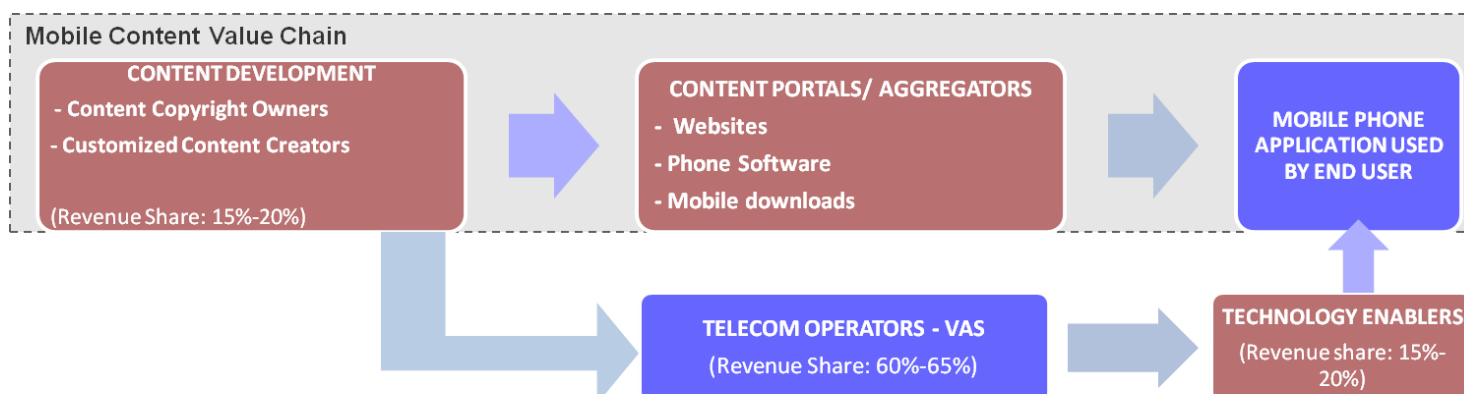 Mobile Content Value Chain
CONTENT DEVELOPMENT
- Content Copyright Owners
- Customized Content Creators
(Revenue Share: 15%-20%)
CONTENT PORTALS/ AGGREGATORS
- Websites
- Phone Software
- Mobile downloads
MOBILE PHONE
APPLICATION USED
BY END USER
TELECOM OPERATORS - VAS
(Revenue Share: 60%-65%)
TECHNOLOGY ENABLERS
(Revenue share: 15%-
20%)